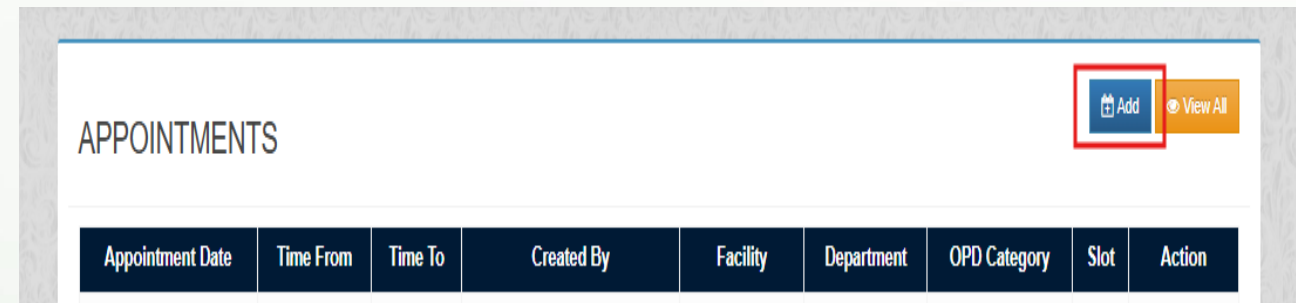 Add View All
APPOINTMENTS
Appointment Date Time From Time To Created By Facility Department OPD Category Slot Action